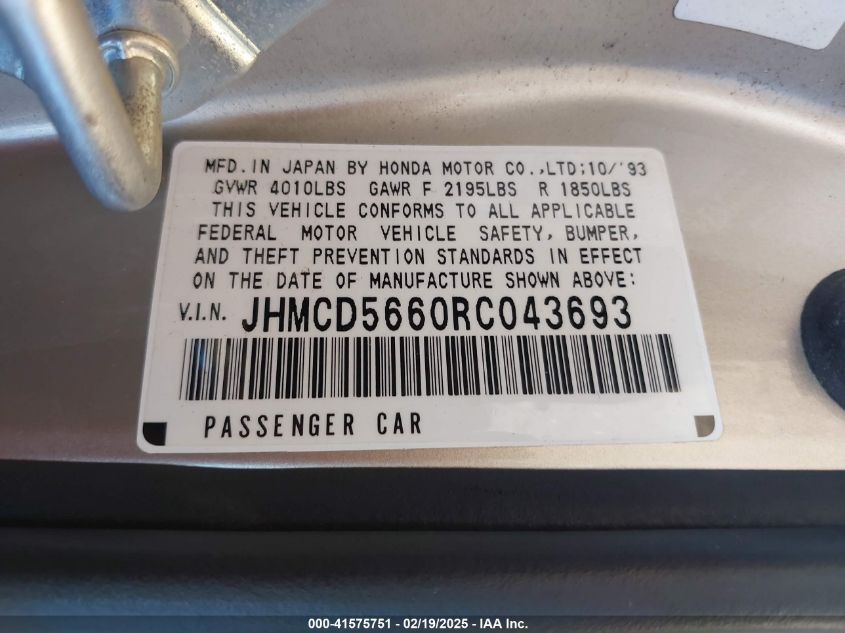 MFD.IN JAPAN BY HONDA MOTOR CO.,LTD;10/'93
GVWR 4010LBS GAWR F 2195LBS R 1850LBS
THIS VEHICLE CONFORMS TO ALL APPLICABLE
FEDERAL MOTOR VEHICLE SAFETY, BUMPER,
AND THEFT PREVENTION STANDARDS IN EFFECT
ON THE DATE OF MANUFACTURE SHOWN ABOVE:
V.I.N. JHMCD5660RC043693
PASSENGER CAR
000-41575751 - 02/19/2025 - IAA Inc.